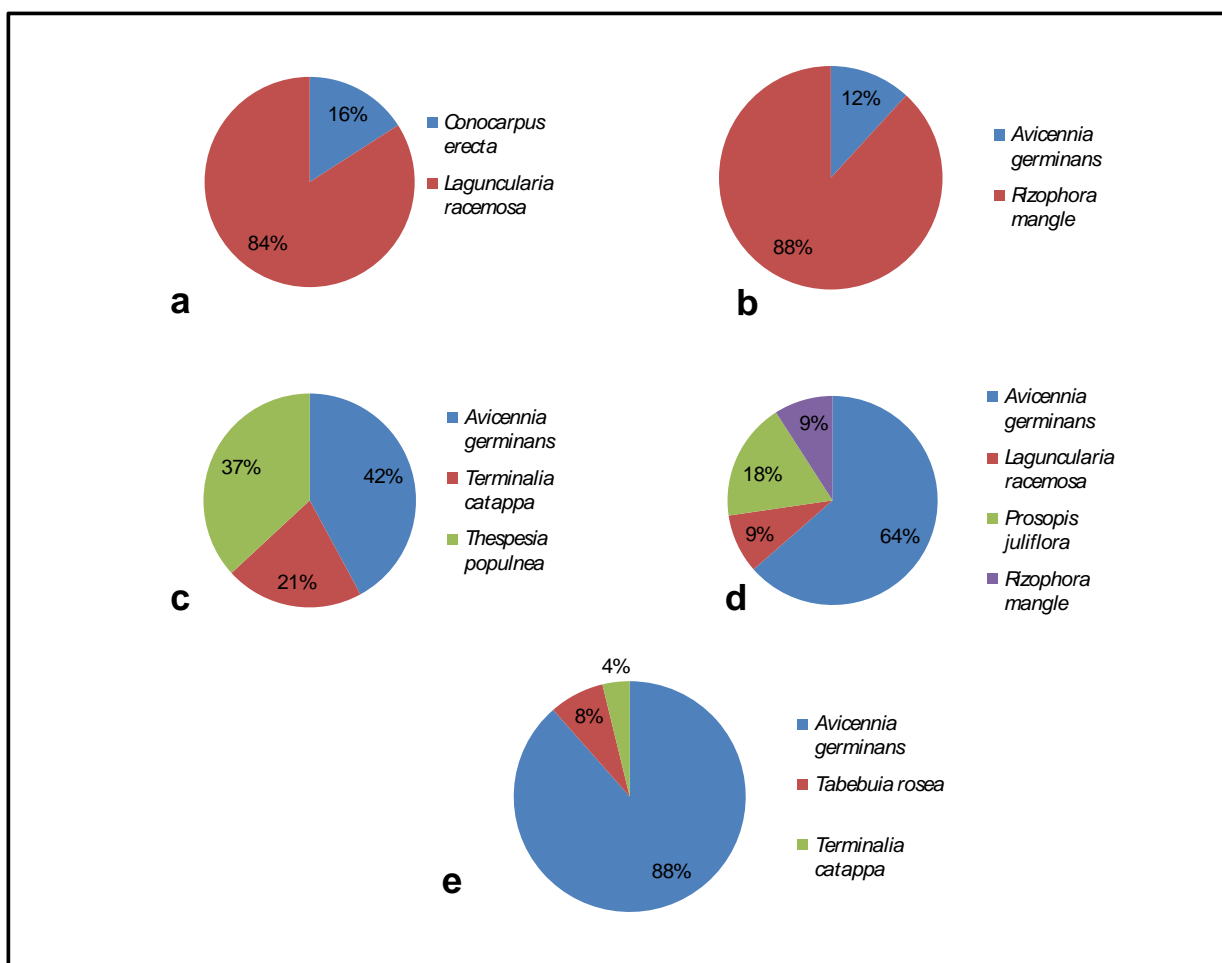 16%
84%
Conocarpus
erecta
Laguncularia
racemosa
a
12%
88%
Avicennia
germinans
Rizophora
mangle
b
37%
42%
21%
Avicennia
germinans
Terminalia
catappa
Thespesia
populnea
c
9%
18%
9%
64%
Avicennia
germinans
Laguncularia
racemosa
Prosopis
juliflora
Rizophora
mangle
d
4%
8%
88%
Avicennia
germinans
Tabebuia rosea
Terminalia
catappa
e